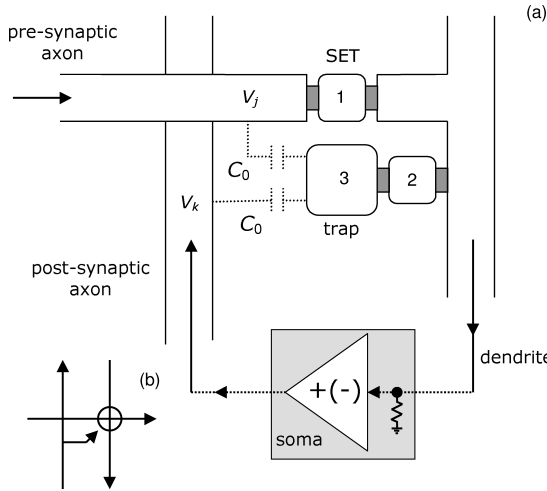 (a)
pre-synaptic
axon
SET
V_j
1
C_0
3
2
V_k
C_0
trap
post-synaptic
axon
dendrite
(b)
+(-)
soma